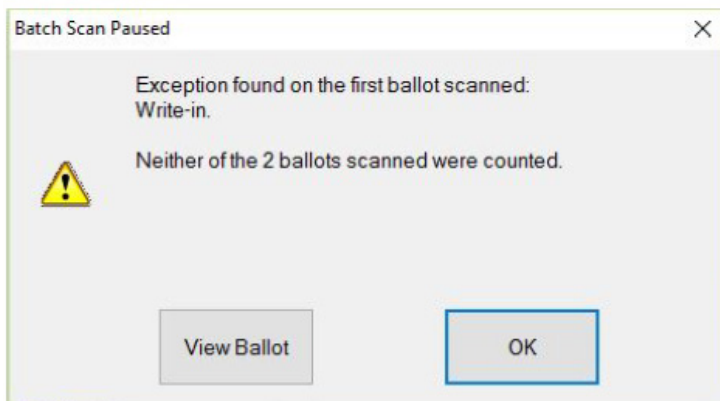 Batch Scan Paused
Exception found on the first ballot scanned:
Write-in.
Neither of the 2 ballots scanned were counted.
View Ballot
OK